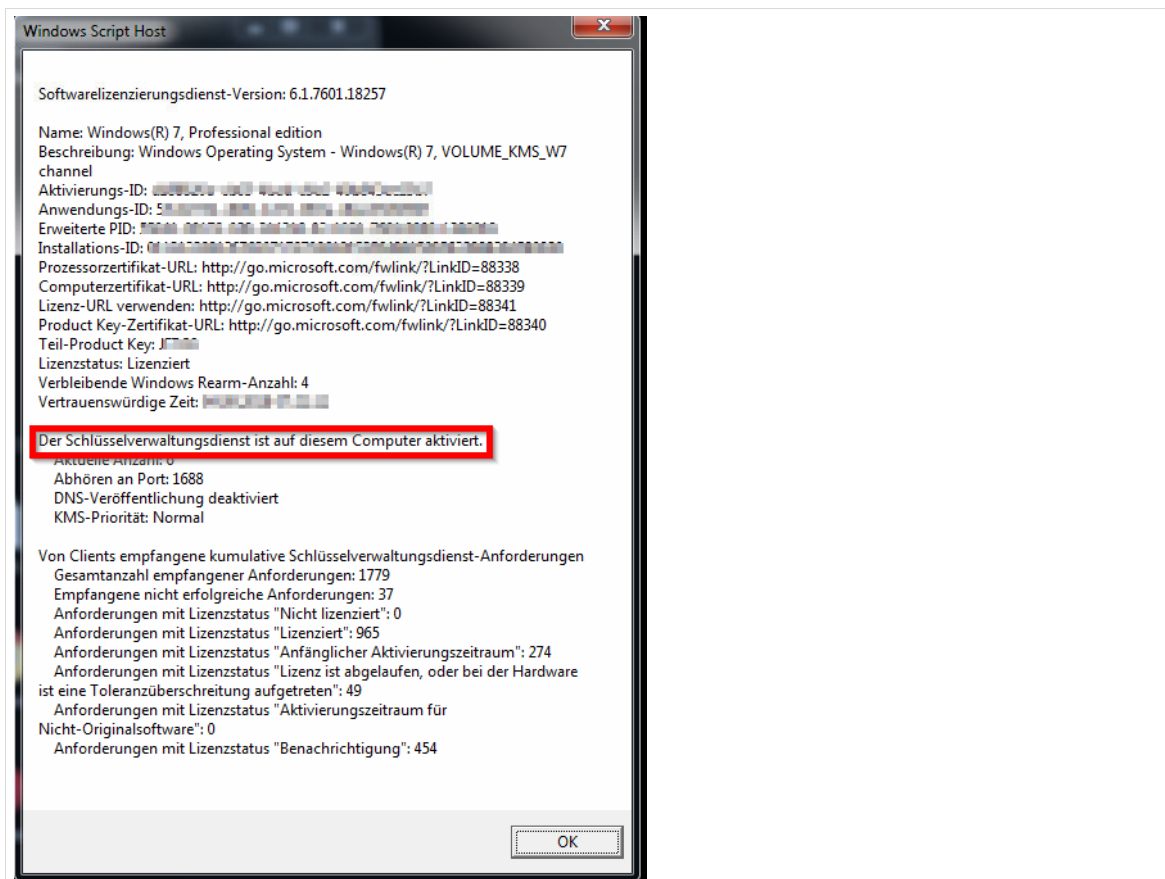 Windows Script Host
Softwarelizenzierungsdienst-Version: 6.1.7601.18257
Name: Windows(R) 7, Professional edition
Beschreibung: Windows Operating System - Windows(R) 7, VOLUME_KMS_W7
channel
Aktivierungs-ID:
Anwendungs-ID:
Erweiterte PID:
Installations-ID:
Prozessorzertifikat-URL: http://go.microsoft.com/fwlink/?LinkID=88338
Computerzertifikat-URL: http://go.microsoft.com/fwlink/?LinkID=88339
Lizenz-URL verwenden: http://go.microsoft.com/fwlink/?LinkID=88341
Product Key-Zertifikat-URL: http://go.microsoft.com/fwlink/?LinkID=88340
Teil-Product Key:
Lizenzstatus: Lizenziert
Verbleibende Windows Rearm-Anzahl: 4
Vertrauenswürdige Zeit:
Der Schlüsselverwaltungsdienst ist auf diesem Computer aktiviert.
Aktuelle Anzahl:
Abhören an Port: 1688
DNS-Veröffentlichung deaktiviert
KMS-Priorität: Normal
Von Clients empfangene kumulative Schlüsselverwaltungsdienst-Anforderungen
Gesamtanzahl empfangener Anforderungen: 1779
Empfangene nicht erfolgreiche Anforderungen: 37
Anforderungen mit Lizenzstatus "Nicht lizenziert": 0
Anforderungen mit Lizenzstatus "Lizenziert": 965
Anforderungen mit Lizenzstatus "Anfänglicher Aktivierungszeitraum": 274
Anforderungen mit Lizenzstatus "Lizenz ist abgelaufen, oder bei der Hardware
ist eine Toleranzüberschreitung aufgetreten": 49
Anforderungen mit Lizenzstatus "Aktivierungszeitraum für
Nicht-Originalsoftware": 0
Anforderungen mit Lizenzstatus "Benachrichtigung": 454
OK